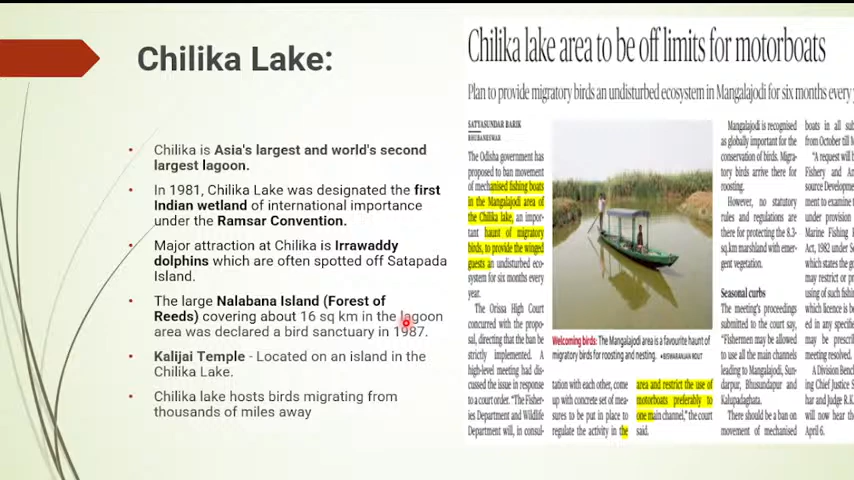 Chilika Lake:
• Chilika is Asia's largest and world's second
largest lagoon.
• In 1981, Chilika Lake was designated the first
Indian wetland of international importance
under the Ramsar Convention.
• Major attraction at Chilika is Irrawaddy
dolphins which are often spotted off Satapada
Island.
• The large Nalabana Island (Forest of
Reeds) covering about 16 sq km in the lagoon
area was declared a bird sanctuary in 1987.
• Kalijai Temple - Located on an island in the
Chilika Lake.
• Chilika lake hosts birds migrating from
thousands of miles away
Chilika lake area to be off limits for motorboats
Plan to provide migratory birds an undisturbed ecosystem in Mangalajodi for six months every
SATYASUNDAR BARIK
BHUBANESWAR
The Odisha government has
proposed to ban movement
of mechanised fishing boats
in the Mangalajodi area of
the Chilika lake, an impor-
tant haunt of migratory
birds, to provide the winged
guests an undisturbed eco-
system for six months every
year.
The Orissa High Court
concurred with the propo-
sal, directing that the ban be
strictly implemented. A
high-level meeting had dis-
cussed the issue in response
to a court order. "The Fisher-
ies Department and Wildlife
Department will, in consul-
Welcoming birds: The Mangalajodi area is a favourite haunt of
migratory birds for roosting and nesting. •BISWARANJAN ROUT
tation with each other, come
up with concrete set of mea-
sures to be put in place to
regulate the activity in the
area and restrict the use of
motorboats preferably to
one main channel," the court
said.
Mangalajodi is recognised
as globally important for the
conservation of birds. Migra-
tory birds arrive there for
roosting.
However, no statutory
rules and regulations are
there for protecting the 8.3-
sq.km marshland with emer-
gent vegetation.
Seasonal curbs
The meeting's proceedings
submitted to the court say,
"Fishermen may be allowed
to use all the main channels
leading to Mangalajodi, Sun-
darpur, Bhusundapur and
Kalupadaghata.
There should be a ban on
movement of mechanised
boats in all sub
from October till M
"A request will b
Fishery and An
source Developmen
ment to examine t
under provision
Marine Fishing
Act, 1982 under Se
which states the go
may restrict or pr
using of such fishin
which licence is be
ed in any specifie
may be prescrib
meeting resolved.
A Division Bench
ing Chief Justice S
har and Judge R.K
will now hear the
April 6.